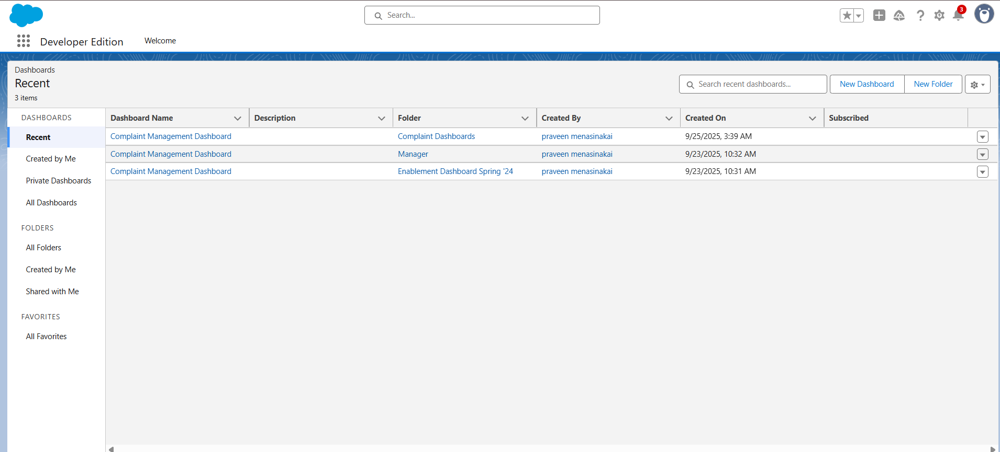 Search...
3
Developer Edition
Welcome
Dashboards
Recent
3 items
Search recent dashboards...
New Dashboard
New Folder
DASHBOARDS
Recent
Created by Me
Private Dashboards
All Dashboards
FOLDERS
All Folders
Created by Me
Shared with Me
FAVORITES
All Favorites
Dashboard Name Description Folder Created By Created On Subscribed
Complaint Management Dashboard Complaint Dashboards praveen menasinakai 9/25/2025, 3:39 AM
Complaint Management Dashboard Manager praveen menasinakai 9/23/2025, 10:32 AM
Complaint Management Dashboard Enablement Dashboard Spring '24 praveen menasinakai 9/23/2025, 10:31 AM